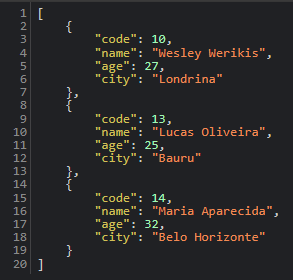 1 [
2 {
3 "code": 10,
4 "name": "Wesley Werikis",
5 "age": 27,
6 "city": "Londrina"
7 },
8 {
9 "code": 13,
10 "name": "Lucas Oliveira",
11 "age": 25,
12 "city": "Bauru"
13 },
14 {
15 "code": 14,
16 "name": "Maria Aparecida",
17 "age": 32,
18 "city": "Belo Horizonte"
19 }
20 ]